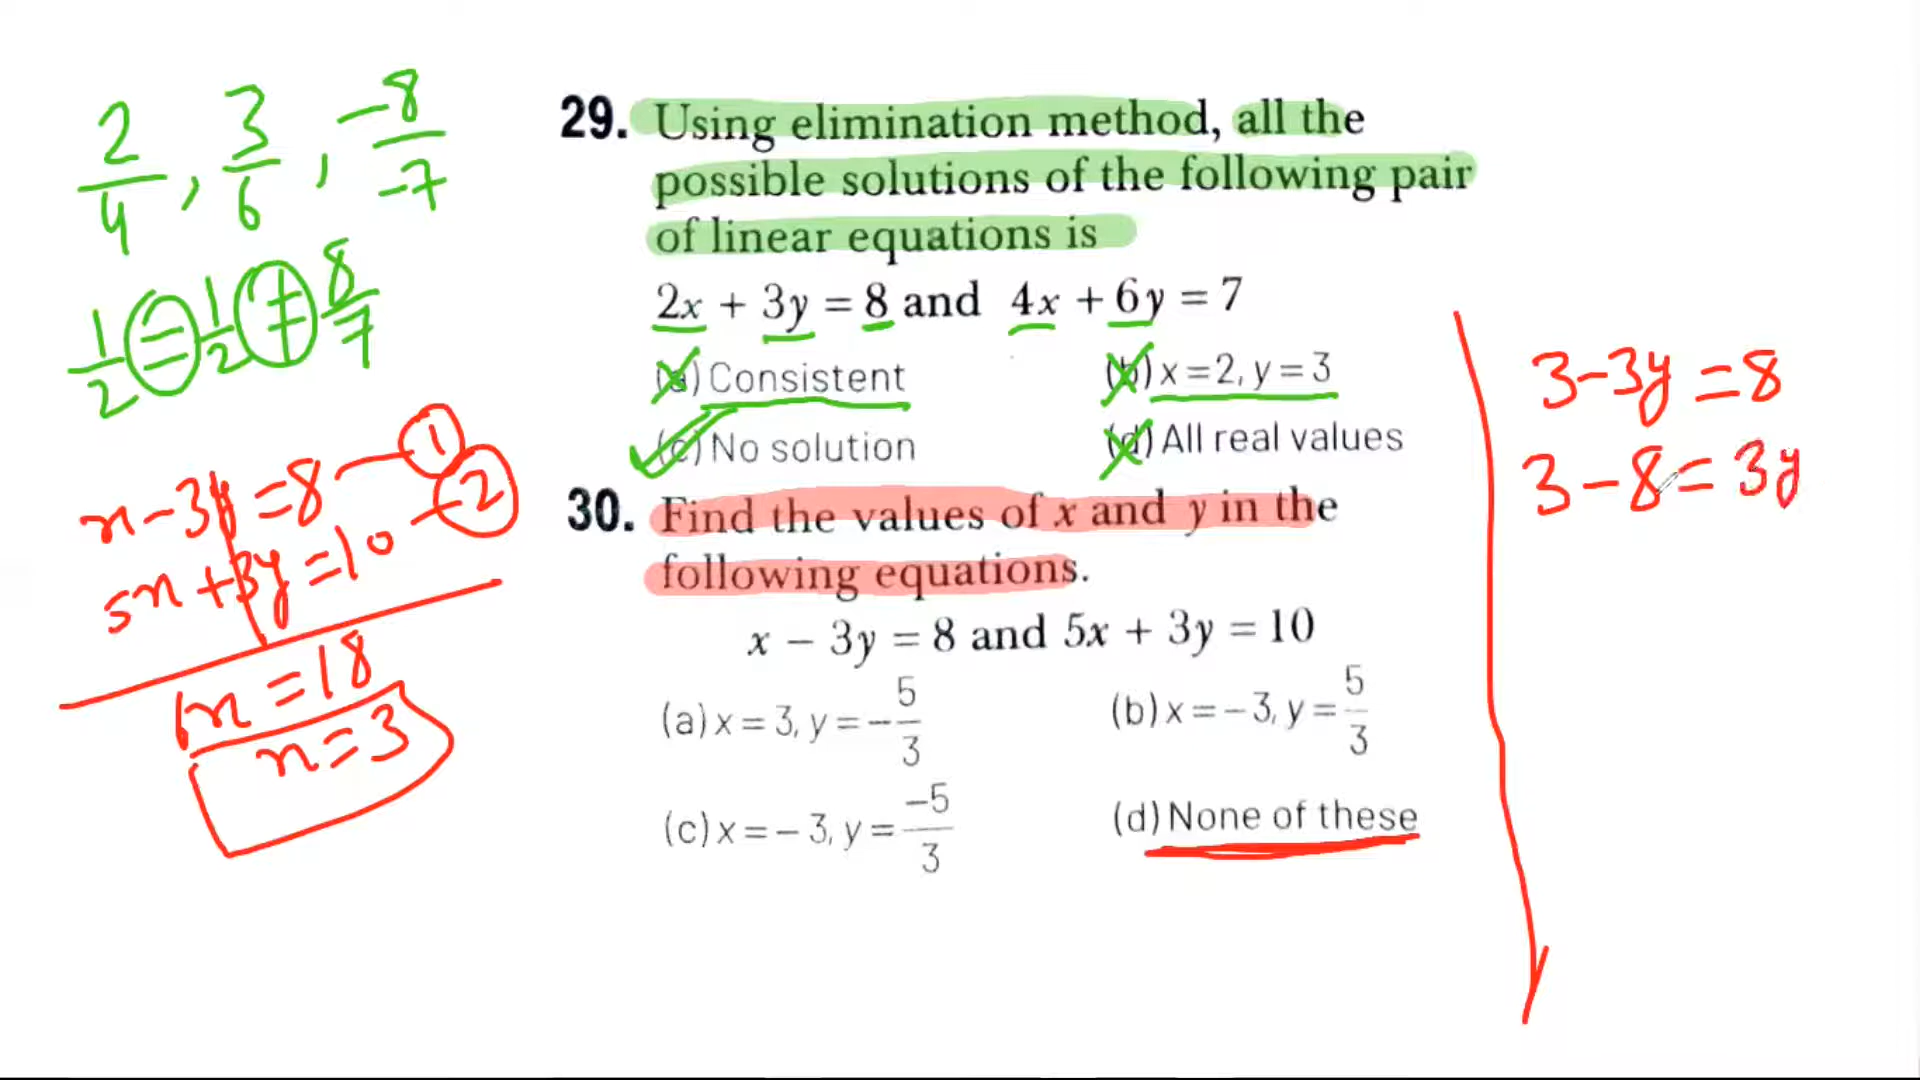 2/4 , 3/6 , -8/-7
1/2 = 1/2 ≠ 8/7
x - 3y = 8 — 1
5x + 3y = 10 — 2
6x = 18
x = 3
29. Using elimination method, all the
possible solutions of the following pair
of linear equations is
2x + 3y = 8 and 4x + 6y = 7
(a) Consistent (b) x = 2, y = 3
(c) No solution (d) All real values
30. Find the values of x and y in the
following equations.
x − 3y = 8 and 5x + 3y = 10
(a) x = 3, y = −5/3 (b) x = − 3, y = 5/3
(c) x = − 3, y = −5/3 (d) None of these
3 - 3y = 8
3 - 8 = 3y